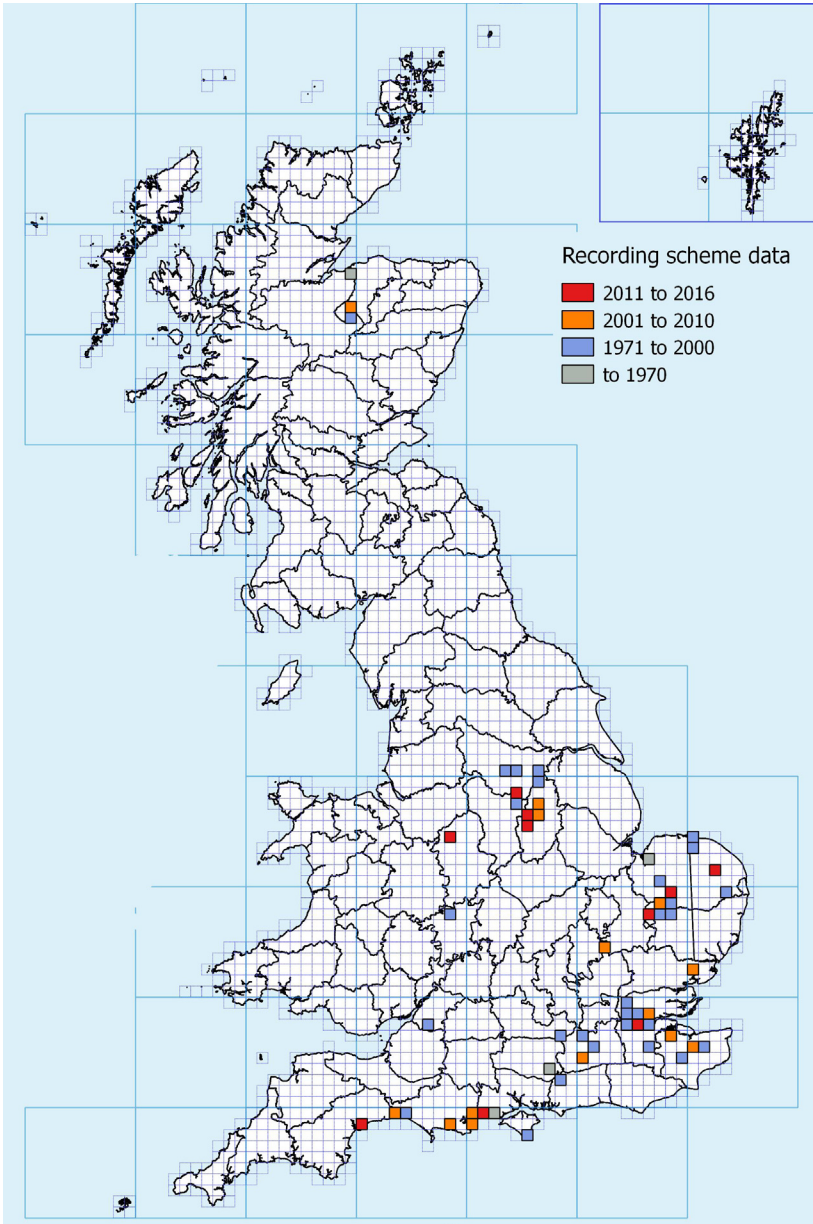 Recording scheme data
2011 to 2016
2001 to 2010
1971 to 2000
to 1970